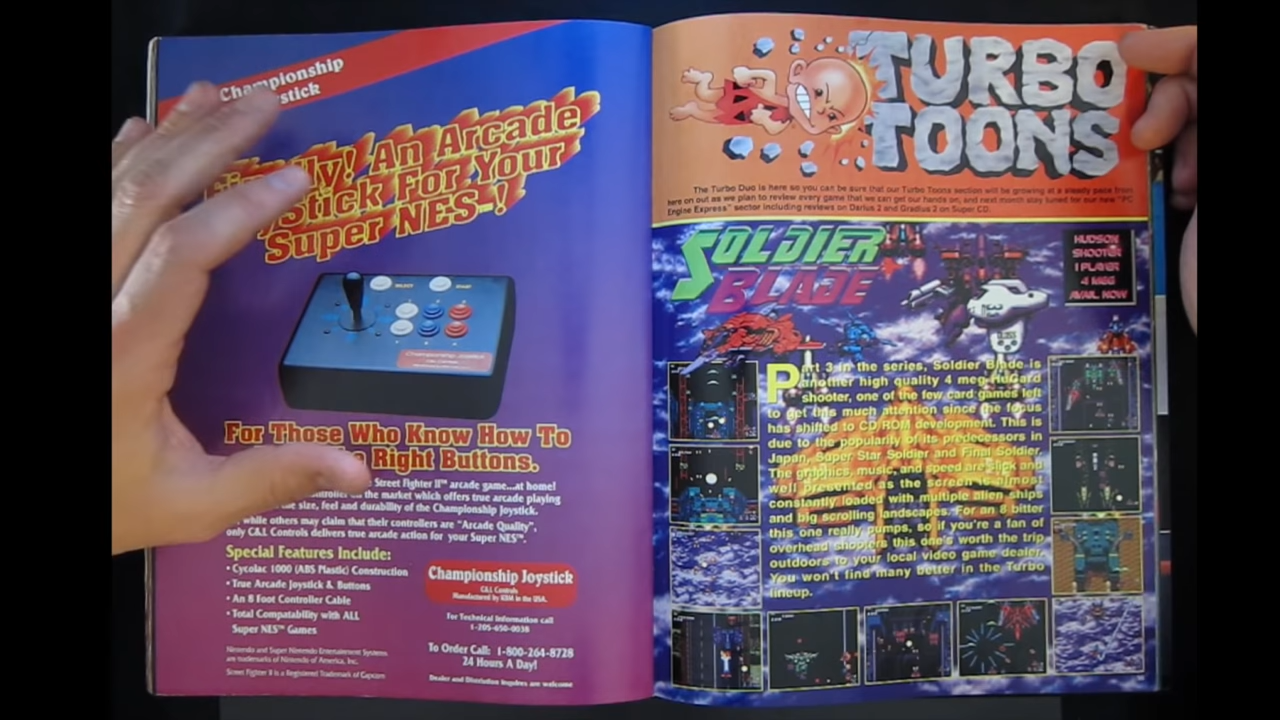 Championship
stick
An Arcade
Stick For Your
Super NES™!
SELECT
START
Championship Joystick
For Those Who Know How To
Right Buttons.
Street Fighter II™ arcade game...at home!
on the market which offers true arcade playing
size, feel and durability of the Championship Joystick.
while others may claim that their controllers are "Arcade Quality",
only C&L Controls delivers true arcade action for your Super NES™.
Special Features Include:
• Cycolac 1000 (ABS Plastic) Construction
• True Arcade Joystick & Buttons
• An 8 Foot Controller Cable
• Total Compatability with ALL
Super NES™ Games
Nintendo and Super Nintendo Entertainment Systems
are trademarks of Nintendo of America, Inc.
Street Fighter II is a Registered Trademark of Capcom
Championship Joystick
C&L Controls
Manufactured by KBM in the USA.
For Technical Information call
1-205-650-0038
To Order Call: 1-800-264-8728
24 Hours A Day!
Dealer and Distribution Inquires are welcome
TURBO
TOONS
The Turbo Duo is here so you can be sure that our Turbo Toons section will be growing at a steady pace from
here on out as we plan to review every game that we can get our hands on, and next month stay tuned for our new "PC
Engine Express" sector including reviews on Darius 2 and Gradius 2 on Super CD.
SOLDIER
BLADE
HUDSON
SHOOTER
1 PLAYER
4 MEG
AVAIL. NOW
Part 3 in the series, Soldier Blade is
another high quality 4 meg HuCard
shooter, one of the few card games left
to get this much attention since the focus
has shifted to CD ROM development. This is
due to the popularity of its predecessors in
Japan, Super Star Soldier and Final Soldier.
The graphics, music, and speed are slick and
well presented as the screen is almost
constantly loaded with multiple alien ships
and big scrolling landscapes. For an 8 bitter
this one really pumps, so if you're a fan of
overhead shooters this one's worth the trip
outdoors to your local video game dealer.
You won't find many better in the Turbo
lineup.